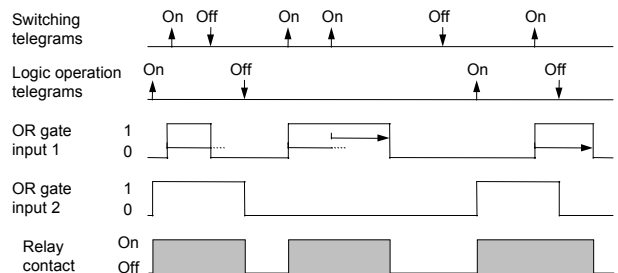 Switching telegrams On Off On On Off On
Logic operation telegrams On Off On Off
OR gate input 1 1 0
OR gate input 2 1 0
Relay contact On Off